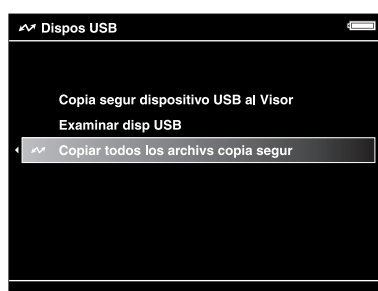 Dispos USB
Copia segur dispositivo USB al Visor
Examinar disp USB
Copiar todos los archivs copia segur